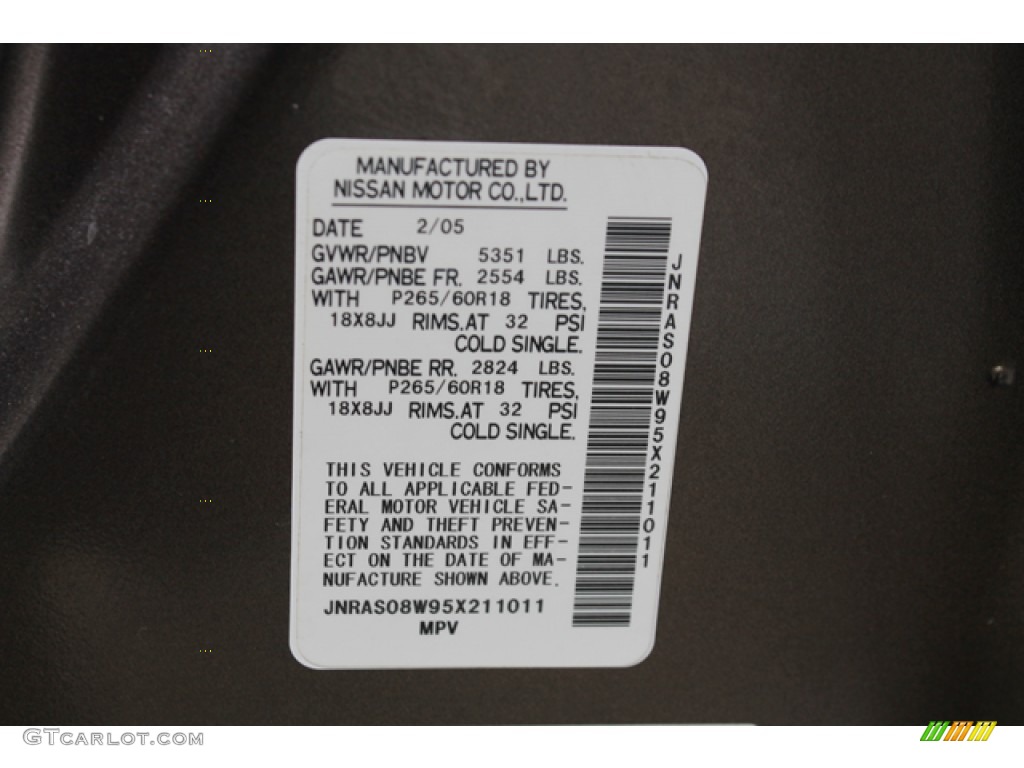 MANUFACTURED BY
NISSAN MOTOR CO.,LTD.
DATE 2/05
GVWR/PNBV 5351 LBS.
GAWR/PNBE FR. 2554 LBS.
WITH P265/60R18 TIRES,
18X8JJ RIMS.AT 32 PSI
COLD SINGLE.
GAWR/PNBE RR. 2824 LBS.
WITH P265/60R18 TIRES,
18X8JJ RIMS.AT 32 PSI
COLD SINGLE.
THIS VEHICLE CONFORMS
TO ALL APPLICABLE FED-
ERAL MOTOR VEHICLE SA-
FETY AND THEFT PREVEN-
TION STANDARDS IN EFF-
ECT ON THE DATE OF MA-
NUFACTURE SHOWN ABOVE.
JNRAS08W95X211011
MPV
JNRAS08W95X211011
GTCARLOT.COM